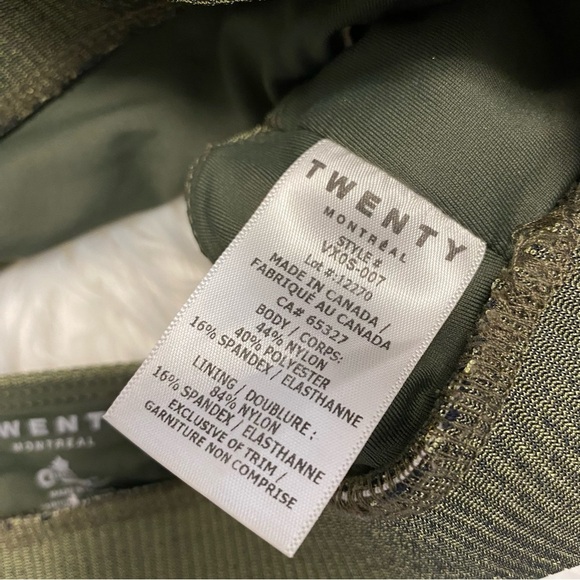 TWENTY
MONTRÉAL
STYLE#
VX0S-007
Lot #:12270
MADE IN CANADA /
FABRIQUÉ AU CANADA
CA# 65327
BODY / CORPS:
44% NYLON
40% POLYESTER
16% SPANDEX / ELASTHANNE
LINING / DOUBLURE :
84% NYLON
16% SPANDEX / ELASTHANNE
EXCLUSIVE OF TRIM /
GARNITURE NON COMPRISE
WENTY
MONTRÉAL